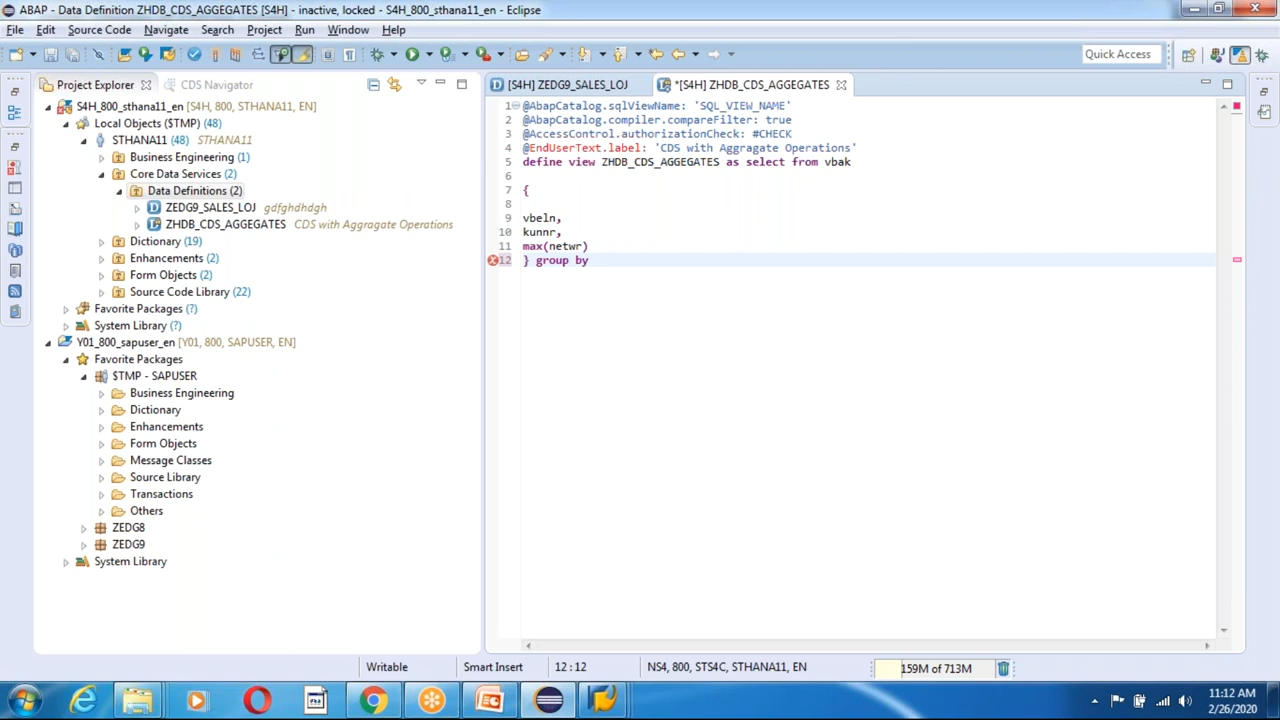 ABAP - Data Definition ZHDB_CDS_AGGEGATES [S4H] - inactive, locked - S4H_800_sthana11_en - Eclipse
File Edit Source Code Navigate Search Project Run Window Help
Quick Access
Project Explorer CDS Navigator
[S4H] ZEDG9_SALES_LOJ *[S4H] ZHDB_CDS_AGGEGATES
S4H_800_sthana11_en [S4H, 800, STHANA11, EN]
Local Objects ($TMP) (48)
STHANA11 (48) STHANA11
Business Engineering (1)
Core Data Services (2)
Data Definitions (2)
ZEDG9_SALES_LOJ gdfghdhdgh
ZHDB_CDS_AGGEGATES CDS with Aggragate Operations
Dictionary (19)
Enhancements (2)
Form Objects (2)
Source Code Library (22)
Favorite Packages (?)
System Library (?)
Y01_800_sapuser_en [Y01, 800, SAPUSER, EN]
Favorite Packages
$TMP - SAPUSER
Business Engineering
Dictionary
Enhancements
Form Objects
Message Classes
Source Library
Transactions
Others
ZEDG8
ZEDG9
System Library
1 @AbapCatalog.sqlViewName: 'SQL_VIEW_NAME'
2 @AbapCatalog.compiler.compareFilter: true
3 @AccessControl.authorizationCheck: #CHECK
4 @EndUserText.label: 'CDS with Aggragate Operations'
5 define view ZHDB_CDS_AGGEGATES as select from vbak
6
7 {
8
9 vbeln,
10 kunnr,
11 max(netwr)
12 } group by
Writable Smart Insert 12 : 12 NS4, 800, STS4C, STHANA11, EN 159M of 713M
11:12 AM
2/26/2020